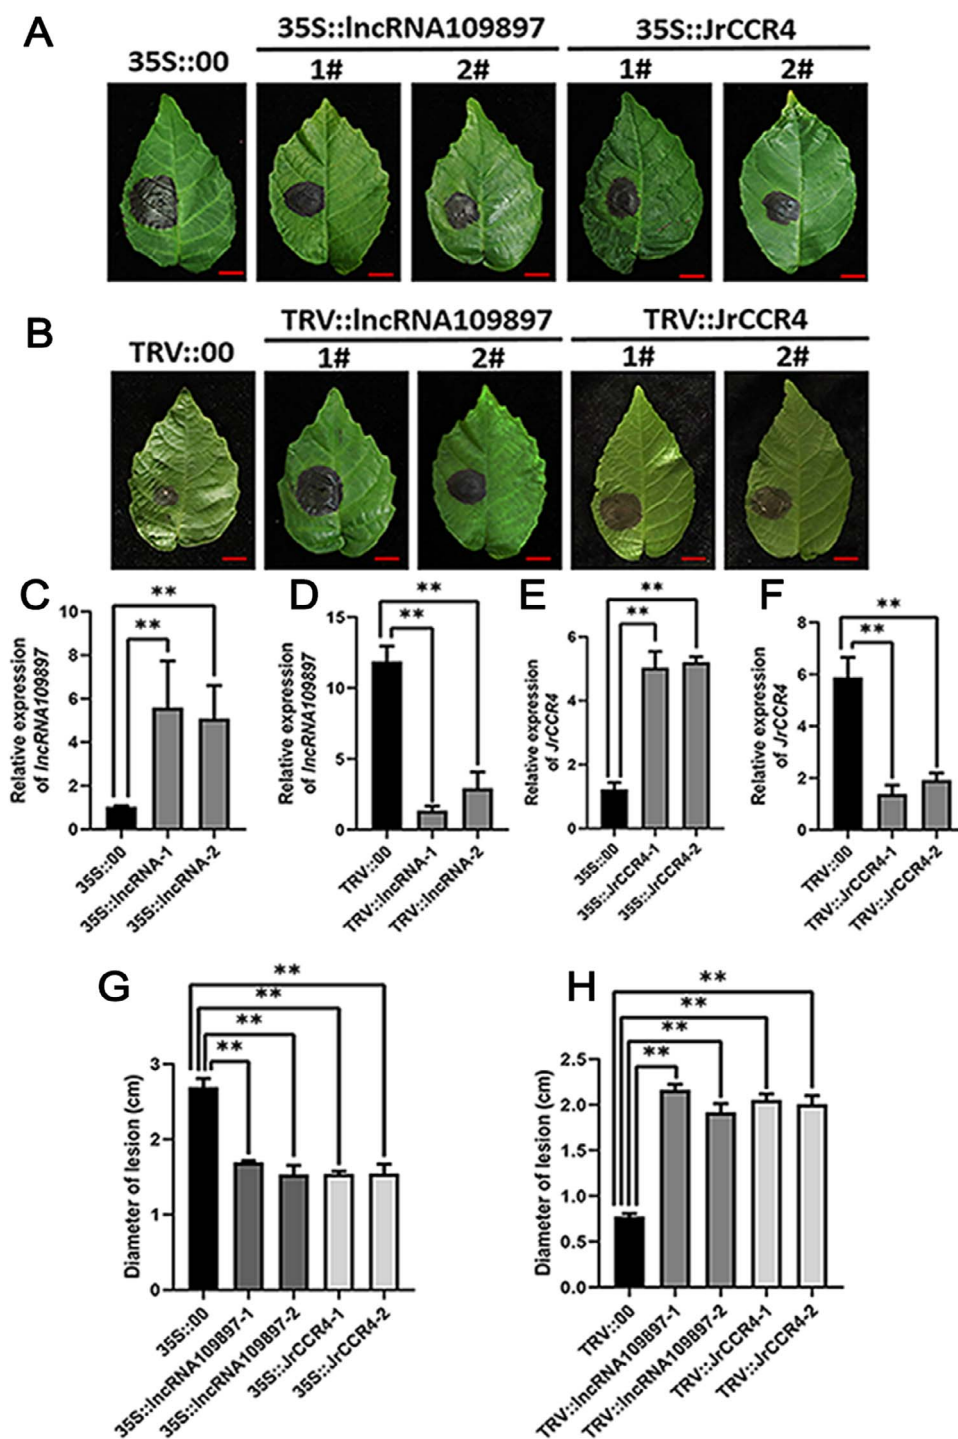 A
35S::00
35S::lncRNA109897
35S::JrCCR4
1#
2#
1#
2#
B
TRV::00
TRV::lncRNA109897
TRV::JrCCR4
1#
2#
1#
2#
C
Relative expression
of lncRNA109897
10
8
6
4
2
0
**
**
35S::00
35S::lncRNA-1
35S::lncRNA-2
D
Relative expression
of lncRNA109897
15
10
5
0
**
**
TRV::00
TRV::lncRNA-1
TRV::lncRNA-2
E
Relative expression
of JrCCR4
6
4
2
0
**
**
35S::00
35S::JrCCR4-1
35S::JrCCR4-2
F
Relative expression
of JrCCR4
8
6
4
2
0
**
**
TRV::00
TRV::JrCCR4-1
TRV::JrCCR4-2
G
Diameter of lesion (cm)
3
2
1
0
**
**
**
**
35S::00
35S::lncRNA109897-1
35S::lncRNA109897-2
35S::JrCCR4-1
35S::JrCCR4-2
H
Diameter of lesion (cm)
2.5
2.0
1.5
1.0
0.5
0.0
**
**
**
**
TRV::00
TRV::lncRNA109897-1
TRV::lncRNA109897-2
TRV::JrCCR4-1
TRV::JrCCR4-2